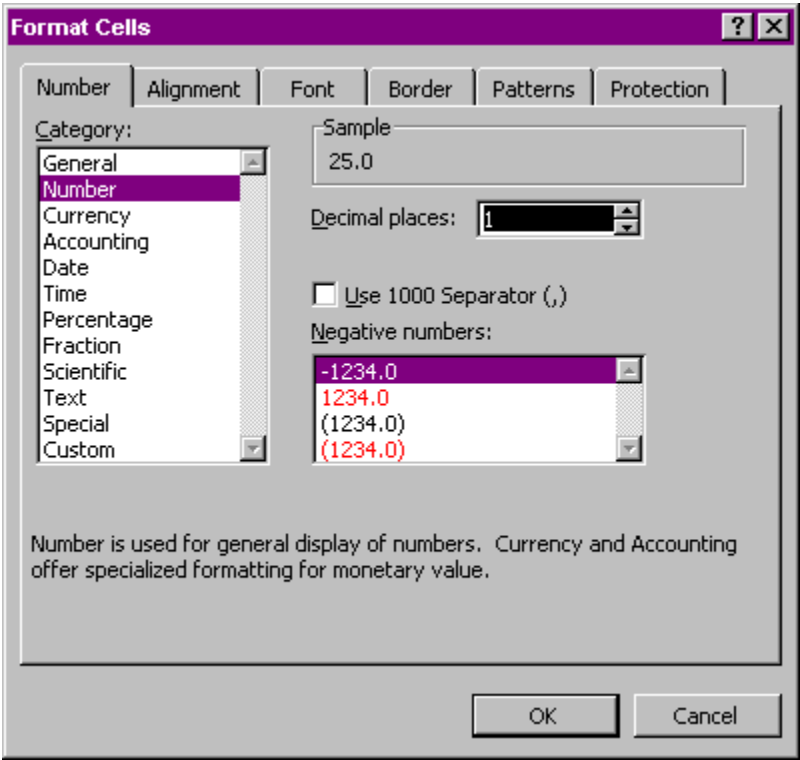 Format Cells
Number Alignment Font Border Patterns Protection
Category:
General
Number
Currency
Accounting
Date
Time
Percentage
Fraction
Scientific
Text
Special
Custom
Sample
25.0
Decimal places: 1
Use 1000 Separator (,)
Negative numbers:
-1234.0
1234.0
(1234.0)
(1234.0)
Number is used for general display of numbers. Currency and Accounting
offer specialized formatting for monetary value.
OK Cancel